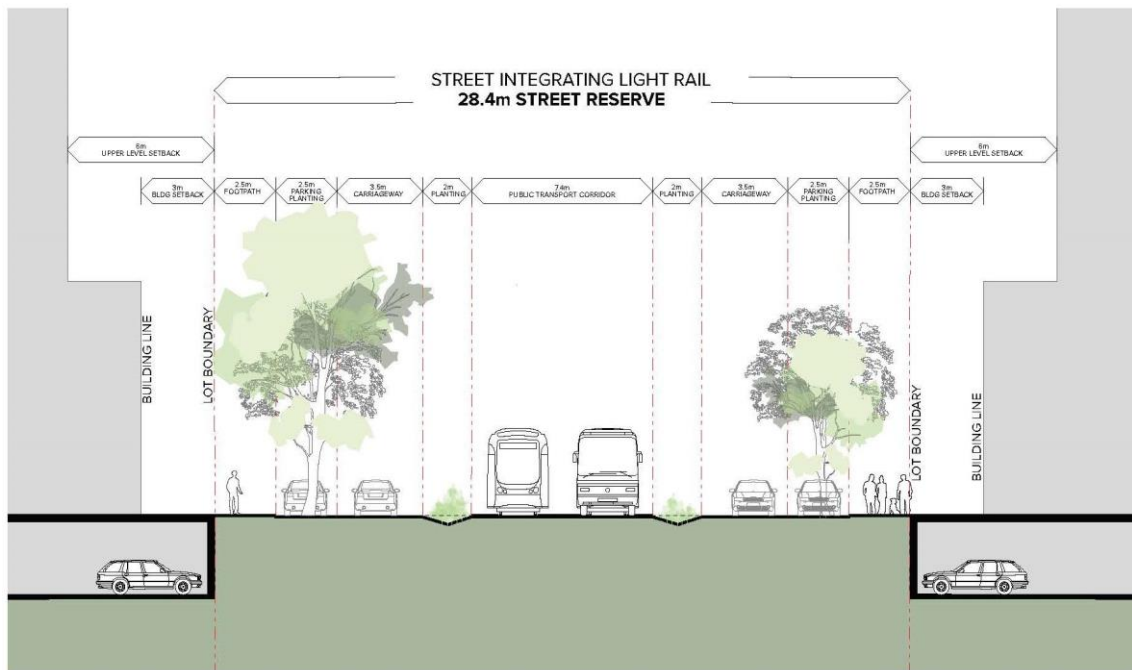 STREET INTEGRATING LIGHT RAIL
28.4m STREET RESERVE
6m
UPPER LEVEL SETBACK
6m
UPPER LEVEL SETBACK
3m
BLDG SETBACK
2.5m
FOOTPATH
2.5m
PARKING
PLANTING
3.5m
CARRIAGEWAY
2m
PLANTING
7.4m
PUBLIC TRANSPORT CORRIDOR
2m
PLANTING
3.5m
CARRIAGEWAY
2.5m
PARKING
PLANTING
2.5m
FOOTPATH
3m
BLDG SETBACK
BUILDING LINE
LOT BOUNDARY
LOT BOUNDARY
BUILDING LINE